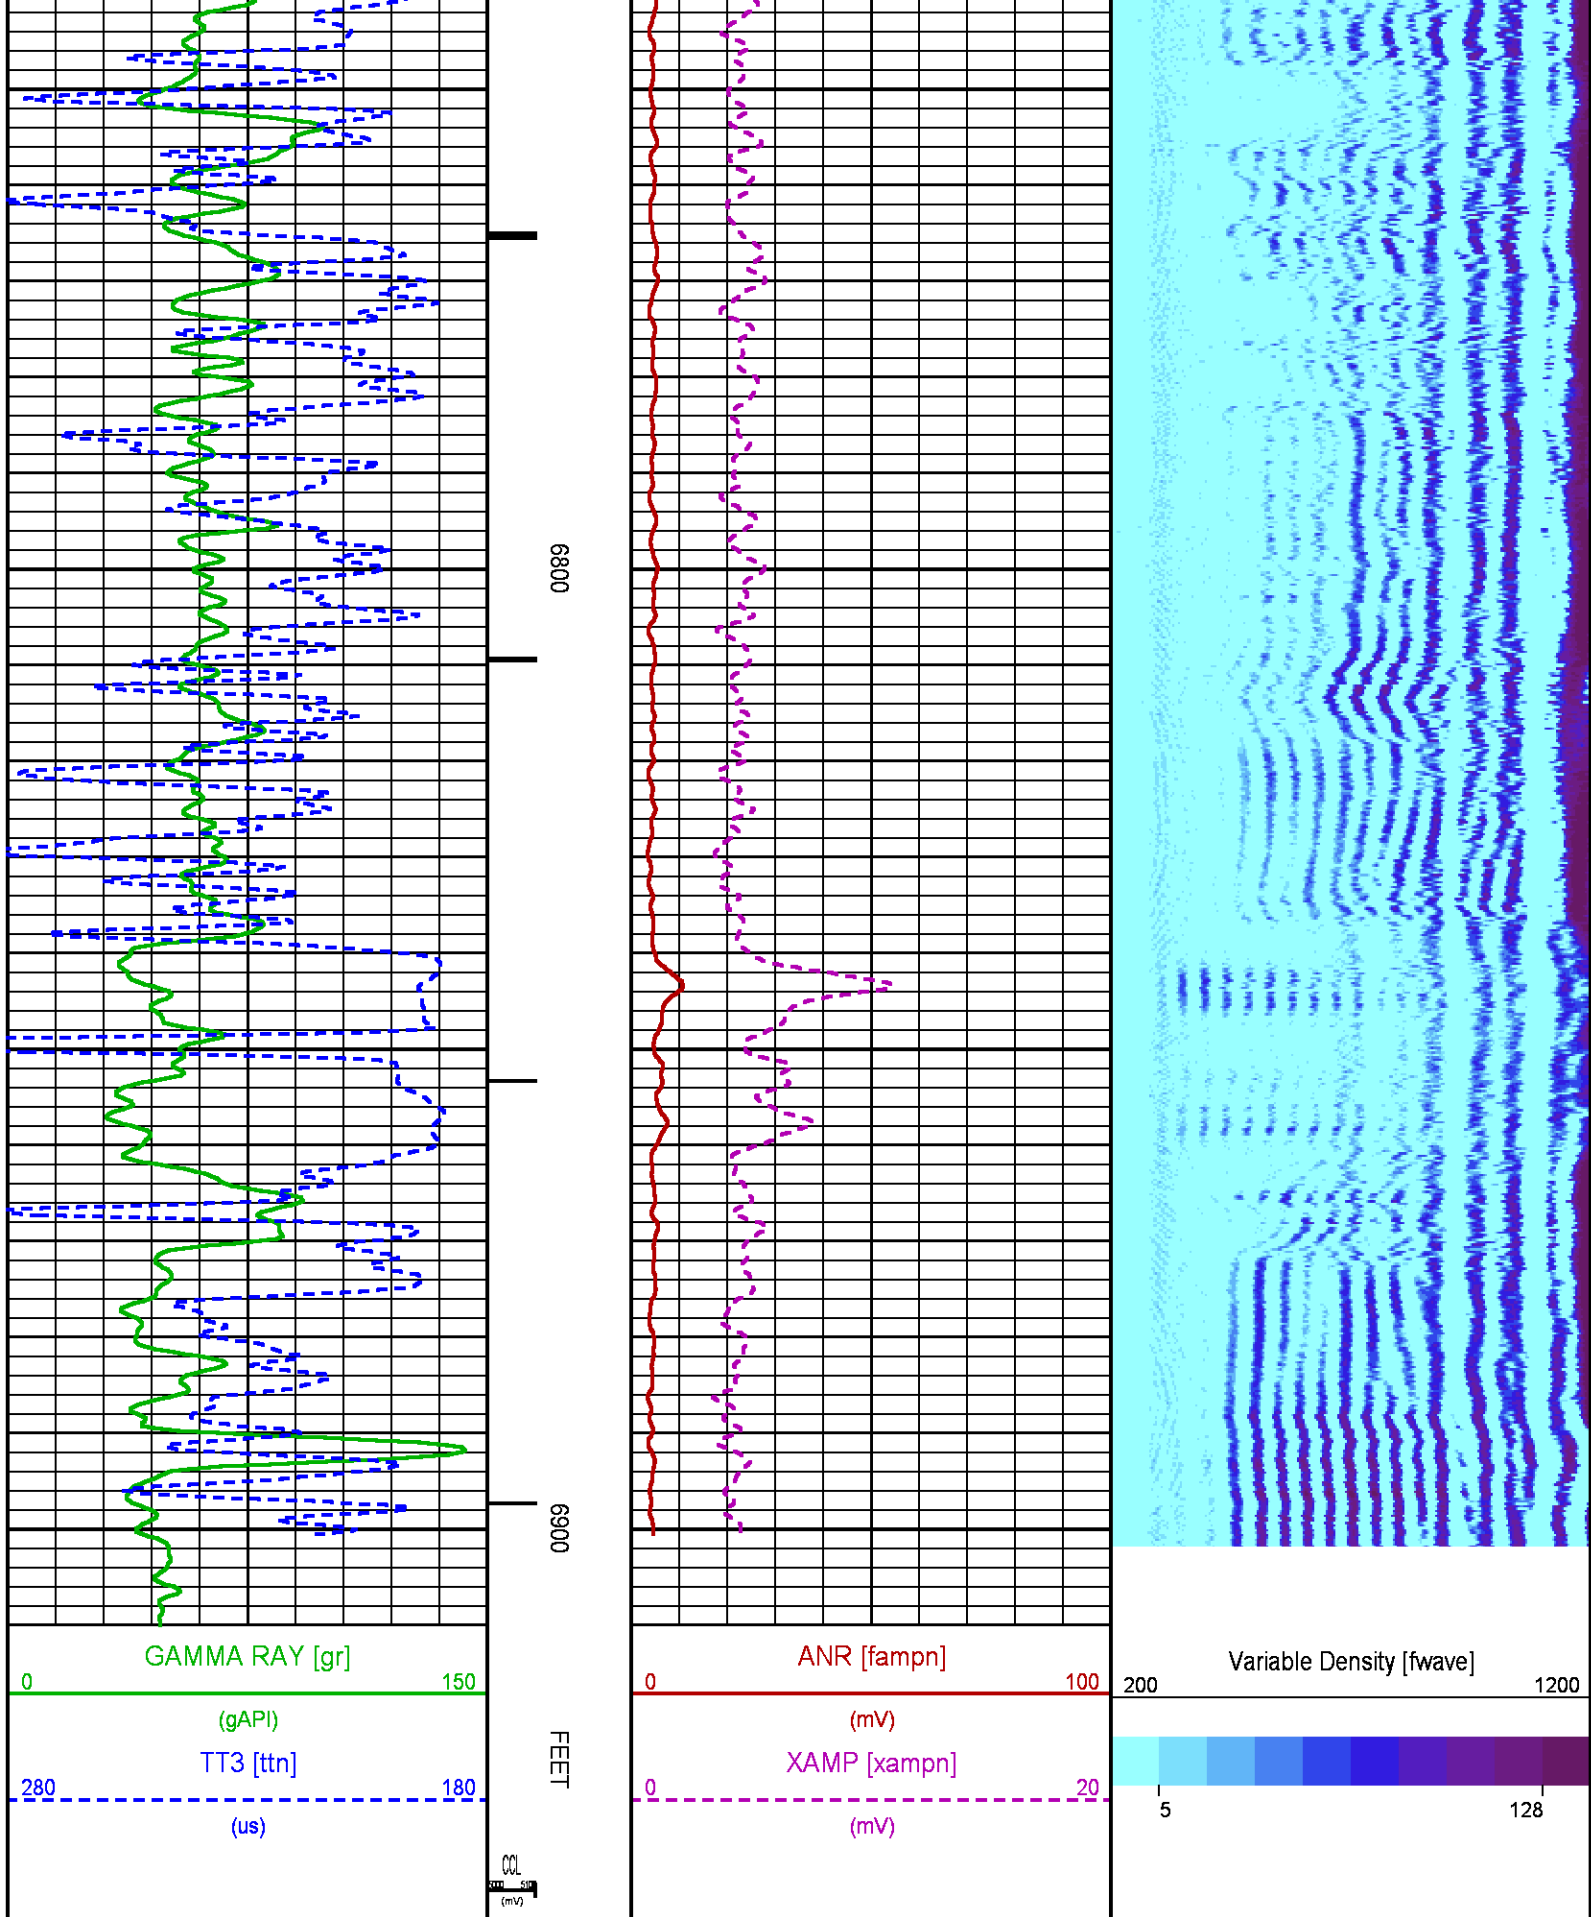 6800
6900
GAMMA RAY [gr]
0 150
(gAPI)
TT3 [ttn]
280 180
(us)
FEET
CCL
(mV)
ANR [fampn]
0 100
(mV)
XAMP [xampn]
0 20
(mV)
Variable Density [fwave]
200 1200
5 128